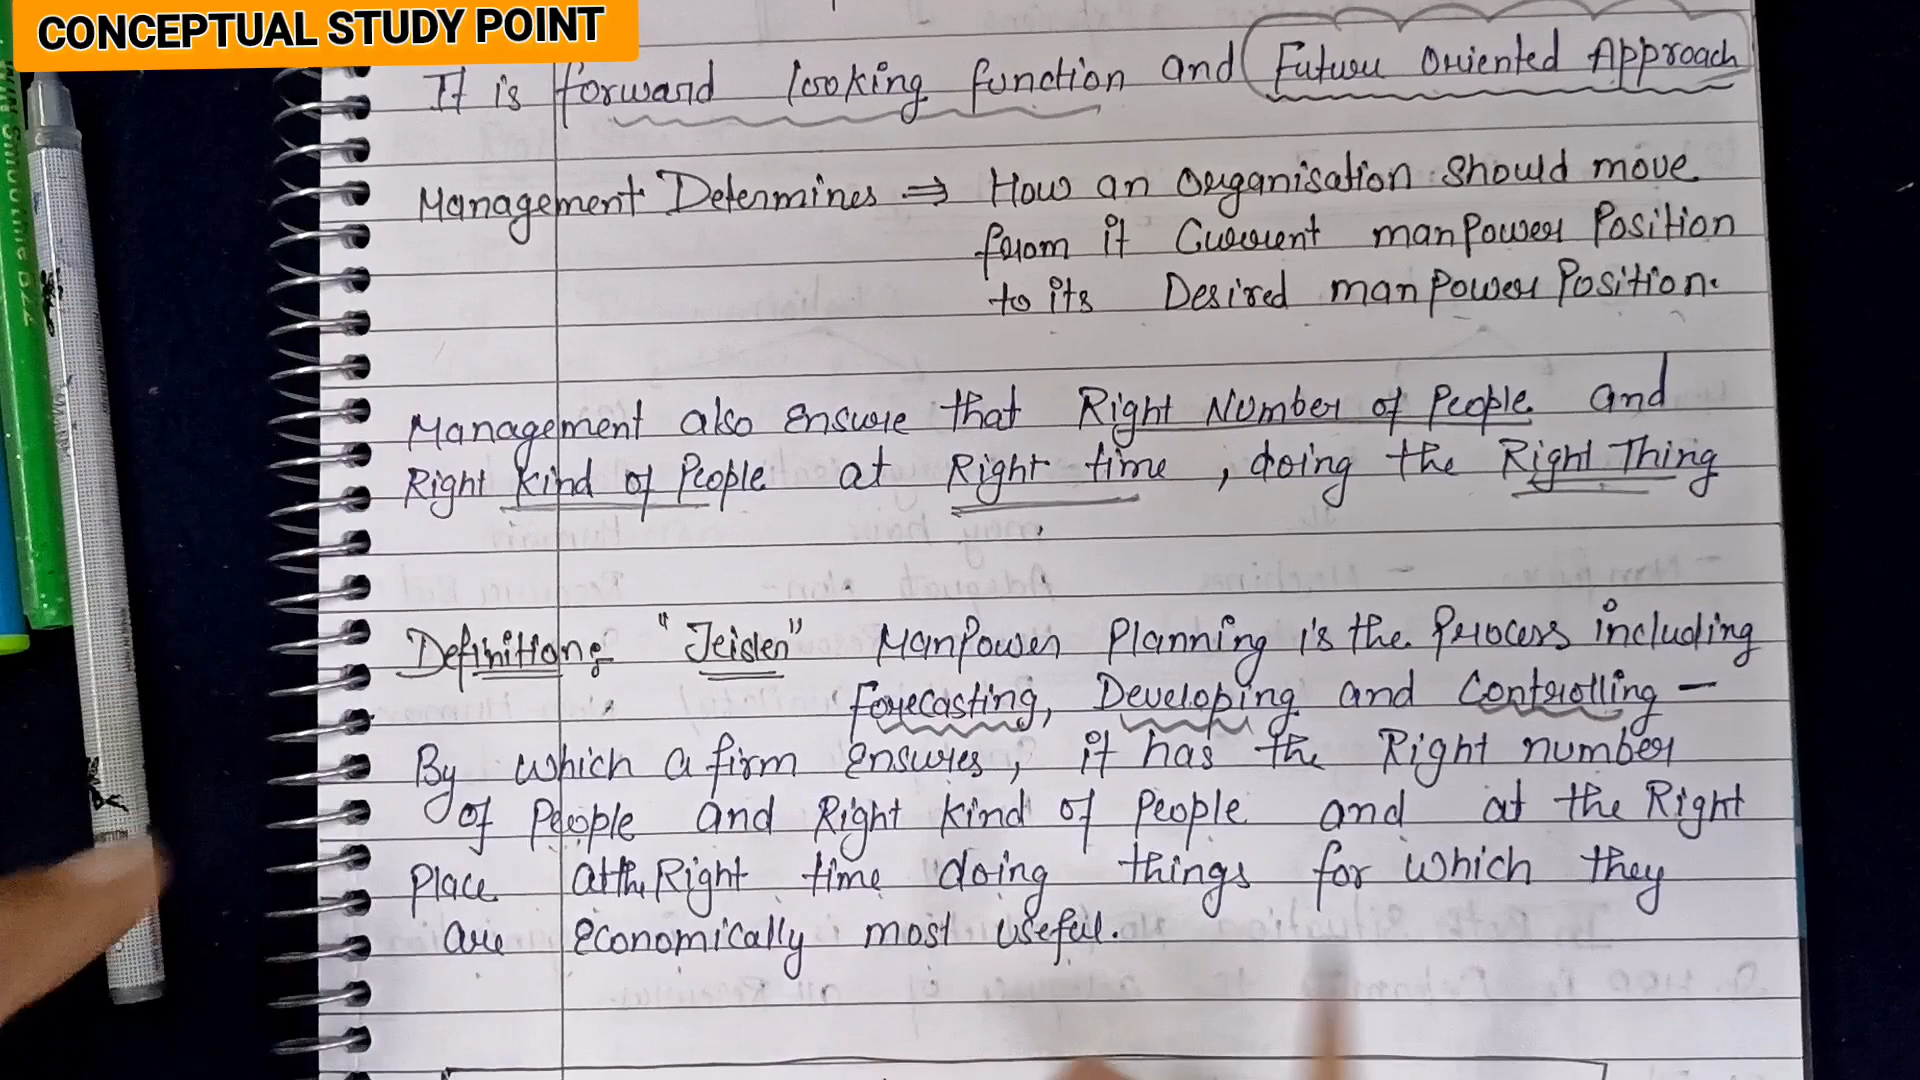 CONCEPTUAL STUDY POINT
It is forward looking function and Future Oriented Approach
Management Determines ⇒ How an Organisation should move
from it Current manpower Position
to its Desired manpower Position.
Management also ensure that Right Number of People and
Right kind of People at Right time, doing the Right Thing
Definition: "Jeislen" Manpower Planning is the Process including
forecasting, Developing and Controlling —
By which a firm ensures, it has the Right number
of People and Right kind of People and at the Right
Place at the Right time doing things for which they
are economically most useful.